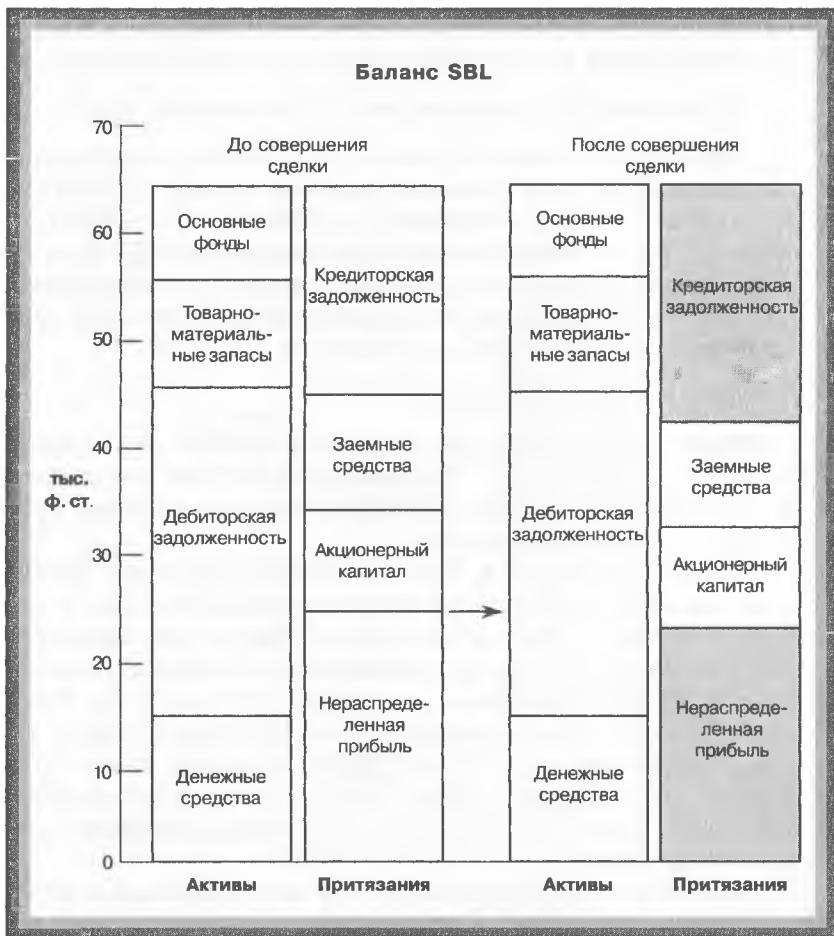 Баланс SBL
70
60
50
40
30
20
10
0
тыс.
ф. ст.
До совершения
сделки
Основные
фонды
Товарно-
материаль-
ные запасы
Дебиторская
задолженность
Денежные
средства
Кредиторская
задолженность
Заемные
средства
Акционерный
капитал
Нераспреде-
ленная
прибыль
После совершения
сделки
Основные
фонды
Товарно-
материаль-
ные запасы
Дебиторская
задолженность
Денежные
средства
Кредиторская
задолженность
Заемные
средства
Акционерный
капитал
Нераспреде-
ленная
прибыль
Активы Притязания Активы Притязания